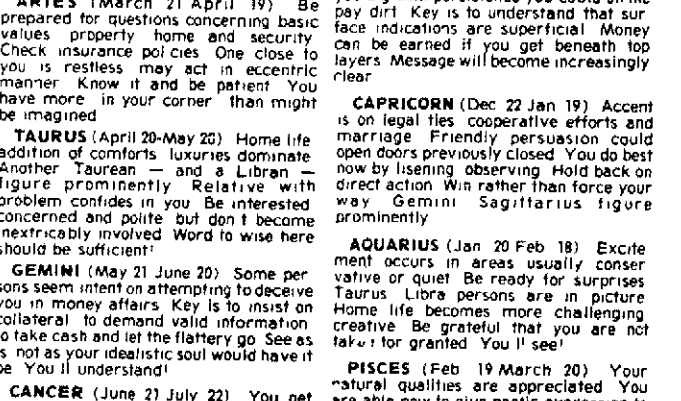 ARIES (March 21 April 19) Be
prepared for questions concerning basic
values property home and security
Check insurance policies One close to
you is restless may act in eccentric
manner Know it and be patient You
have more in your corner than might
be imagined
TAURUS (April 20-May 20) Home life
addition of comforts luxuries dominate
Another Taurean — and a Libran —
figure prominently Relative with
problem confides in you Be interested
concerned and polite but don t become
inextricably involved Word to wise here
should be sufficient!
GEMINI (May 21 June 20) Some per
sons seem intent on attempting to deceive
you in money affairs Key is to insist on
collateral to demand valid information
to take cash and let the flattery go See as
is not as your idealistic soul would have it
be You ll understand!
CANCER (June 21 July 22) You get
pay dirt Key is to understand that sur
face indications are superficial Money
can be earned if you get beneath top
layers Message will become increasingly
clear
CAPRICORN (Dec 22 Jan 19) Accent
is on legal ties cooperative efforts and
marriage Friendly persuasion could
open doors previously closed You do best
now by lisening observing Hold back on
direct action Win rather than force your
way Gemini Sagittarius figure
prominently
AQUARIUS (Jan 20 Feb 18) Excite
ment occurs in areas usually conser
vative or quiet Be ready for surprises
Taurus Libra persons are in picture
Home life becomes more challenging
creative Be grateful that you are not
taken for granted You ll see!
PISCES (Feb 19 March 20) Your
natural qualities are appreciated You